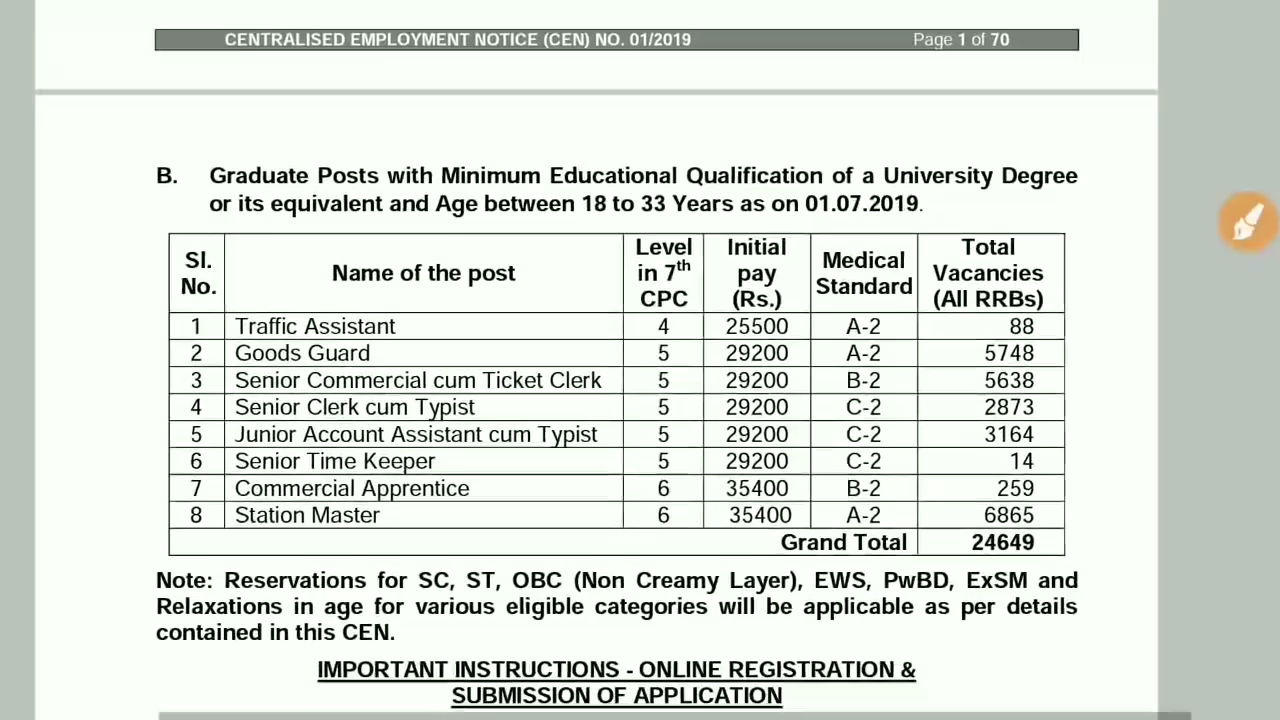 CENTRALISED EMPLOYMENT NOTICE (CEN) NO. 01/2019 Page 1 of 70
B. Graduate Posts with Minimum Educational Qualification of a University Degree
or its equivalent and Age between 18 to 33 Years as on 01.07.2019.
Sl. No. Name of the post Level in 7th CPC Initial pay (Rs.) Medical Standard Total Vacancies (All RRBs)
1 Traffic Assistant 4 25500 A-2 88
2 Goods Guard 5 29200 A-2 5748
3 Senior Commercial cum Ticket Clerk 5 29200 B-2 5638
4 Senior Clerk cum Typist 5 29200 C-2 2873
5 Junior Account Assistant cum Typist 5 29200 C-2 3164
6 Senior Time Keeper 5 29200 C-2 14
7 Commercial Apprentice 6 35400 B-2 259
8 Station Master 6 35400 A-2 6865
Grand Total 24649
Note: Reservations for SC, ST, OBC (Non Creamy Layer), EWS, PwBD, ExSM and
Relaxations in age for various eligible categories will be applicable as per details
contained in this CEN.
IMPORTANT INSTRUCTIONS - ONLINE REGISTRATION &
SUBMISSION OF APPLICATION